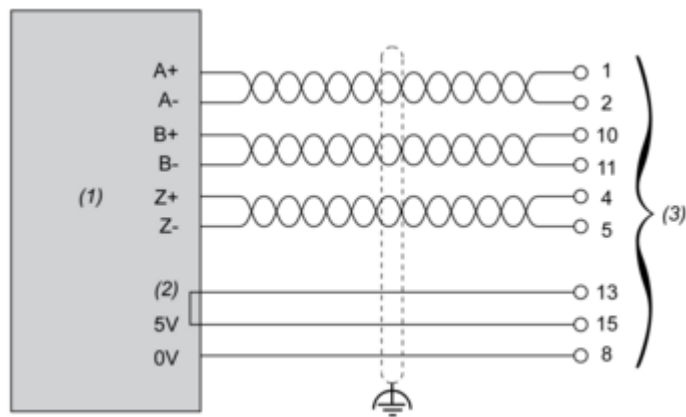 A+ 1
A- 2
B+ 10
B- 11
(1) Z+ 4 (3)
Z- 5
(2) 13
5V 15
0V 8